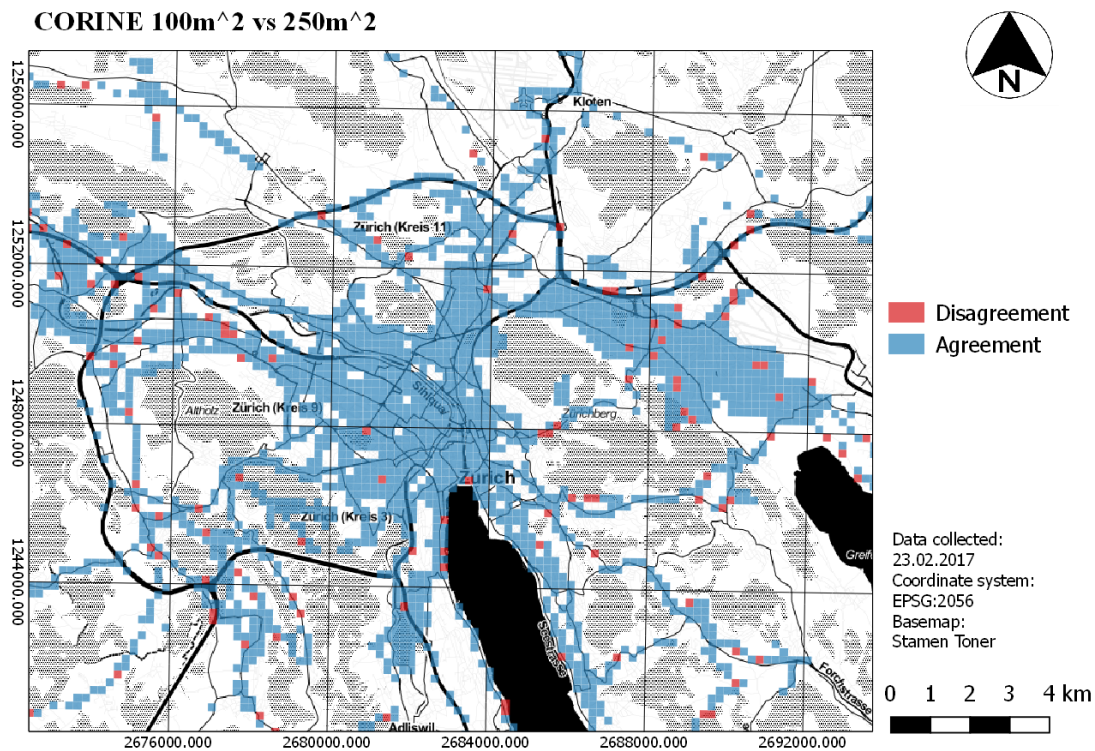 CORINE 100m^2 vs 250m^2
N
1256000.000
1252000.000
1248000.000
1244000.000
Kloten
Zürich (Kreis 11)
Altholz
Zürich (Kreis 9)
Zürichberg
Zürich
Zürich (Kreis 3)
Seestrasse
Adliswil
Forchstrasse
Greif
2676000.000
2680000.000
2684000.000
2688000.000
2692000.000
Disagreement
Agreement
Data collected:
23.02.2017
Coordinate system:
EPSG:2056
Basemap:
Stamen Toner
0 1 2 3 4 km